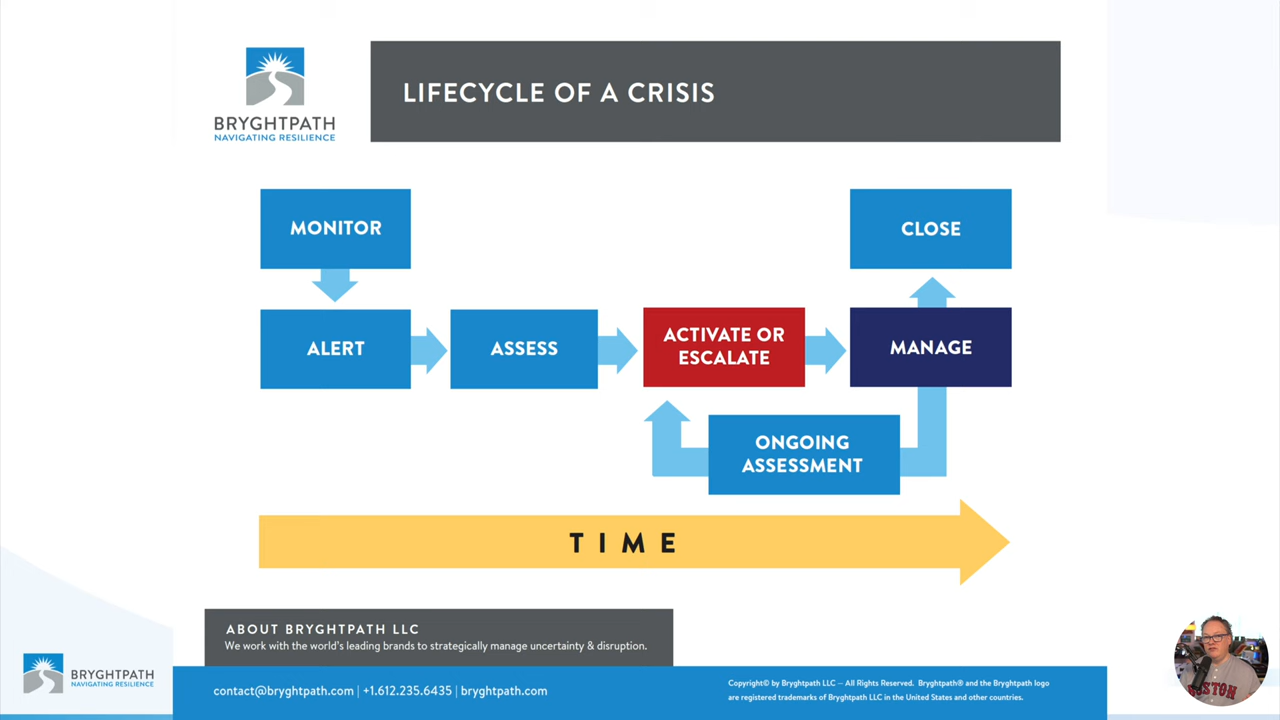 BRYGHTPATH
NAVIGATING RESILIENCE
LIFECYCLE OF A CRISIS
MONITOR
CLOSE
ALERT
ASSESS
ACTIVATE OR
ESCALATE
MANAGE
ONGOING
ASSESSMENT
TIME
ABOUT BRYGHTPATH LLC
We work with the world's leading brands to strategically manage uncertainty & disruption.
BRYGHTPATH
NAVIGATING RESILIENCE
contact@bryghtpath.com | +1.612.235.6435 | bryghtpath.com
Copyright© by Bryghtpath LLC — All Rights Reserved. Bryghtpath® and the Bryghtpath logo
are registered trademarks of Bryghtpath LLC in the United States and other countries.